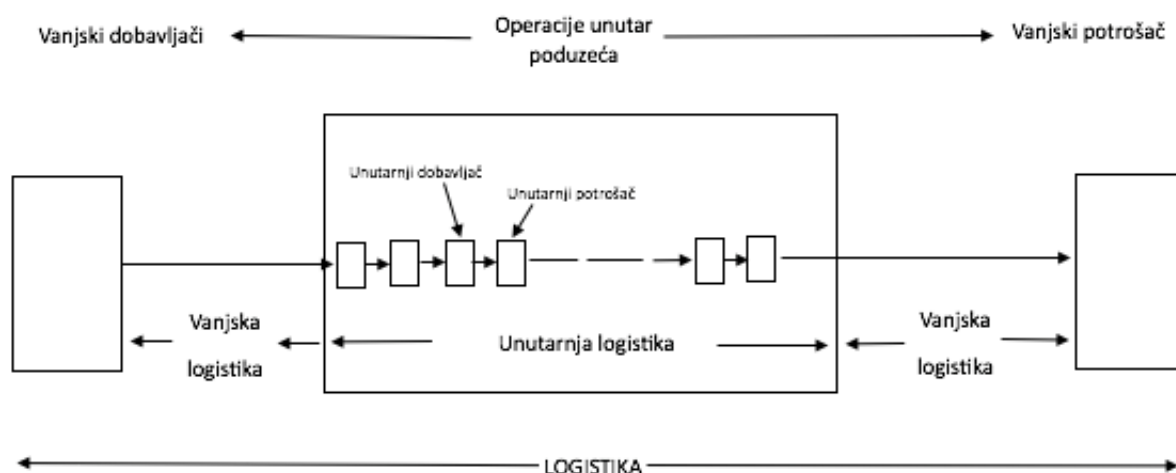 Vanjski dobavljači
Operacije unutar
poduzeća
Vanjski potrošač
Unutarnji dobavljač
Unutarnji potrošač
Vanjska
logistika
Unutarnja logistika
Vanjska
logistika
LOGISTIKA